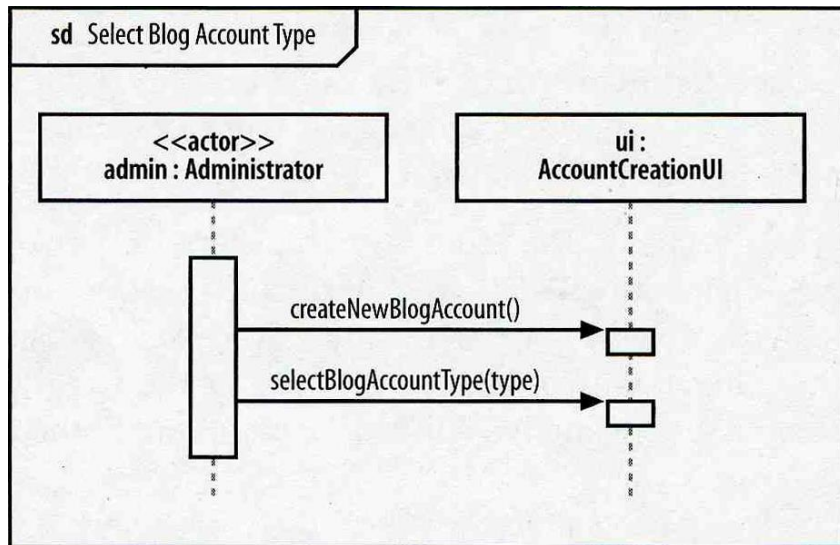 sd Select Blog Account Type
<<actor>>
admin : Administrator
ui :
AccountCreationUI
createNewBlogAccount()
selectBlogAccountType(type)